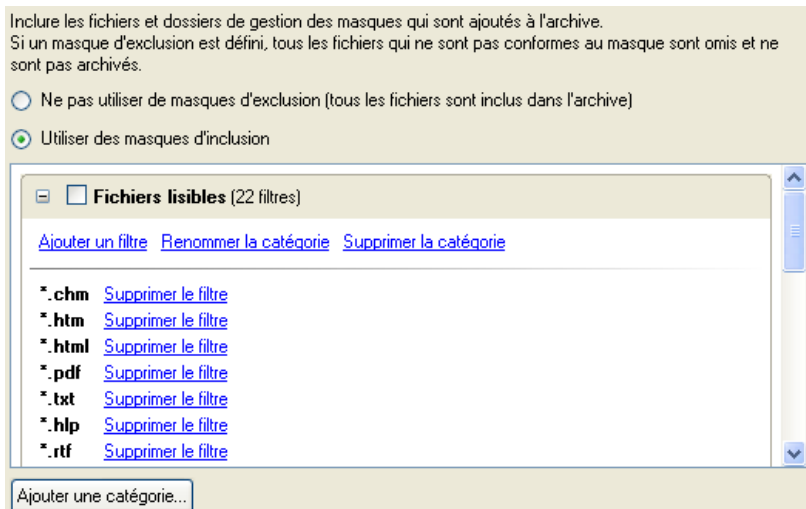 Inclure les fichiers et dossiers de gestion des masques qui sont ajoutés à l'archive.
Si un masque d'exclusion est défini, tous les fichiers qui ne sont pas conformes au masque sont omis et ne
sont pas archivés.
Ne pas utiliser de masques d'exclusion (tous les fichiers sont inclus dans l'archive)
Utiliser des masques d'inclusion
Fichiers lisibles (22 filtres)
Ajouter un filtre Renommer la catégorie Supprimer la catégorie
*.chm Supprimer le filtre
*.htm Supprimer le filtre
*.html Supprimer le filtre
*.pdf Supprimer le filtre
*.txt Supprimer le filtre
*.hlp Supprimer le filtre
*.rtf Supprimer le filtre
Ajouter une catégorie...